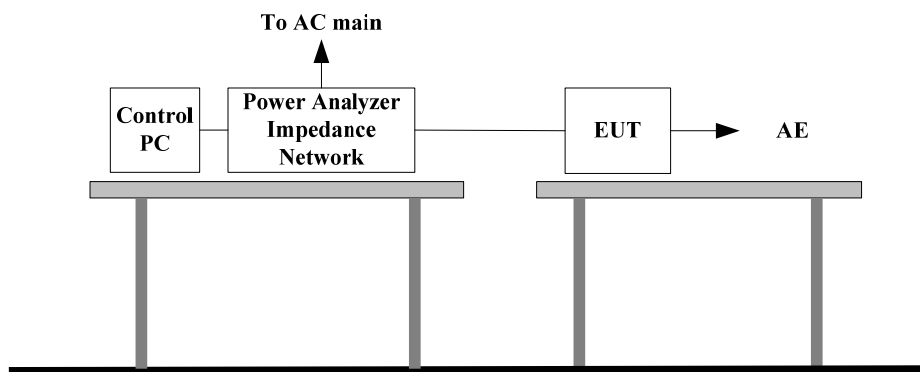 To AC main
Control
PC
Power Analyzer
Impedance
Network
EUT
AE